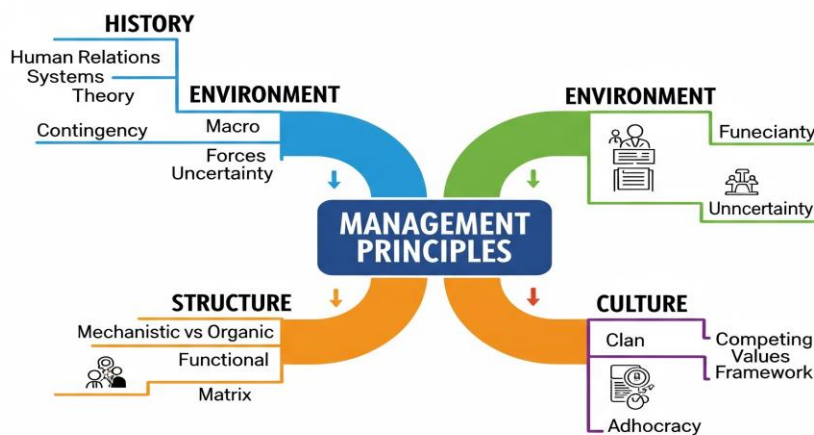 HISTORY
Human Relations
Systems
Theory
Contingency
ENVIRONMENT
Macro
Forces
Uncertainty
ENVIRONMENT
Funecianty
Unncertainty
MANAGEMENT
PRINCIPLES
STRUCTURE
Mechanistic vs Organic
Functional
Matrix
CULTURE
Clan
Competing
Values
Framework
Adhocracy